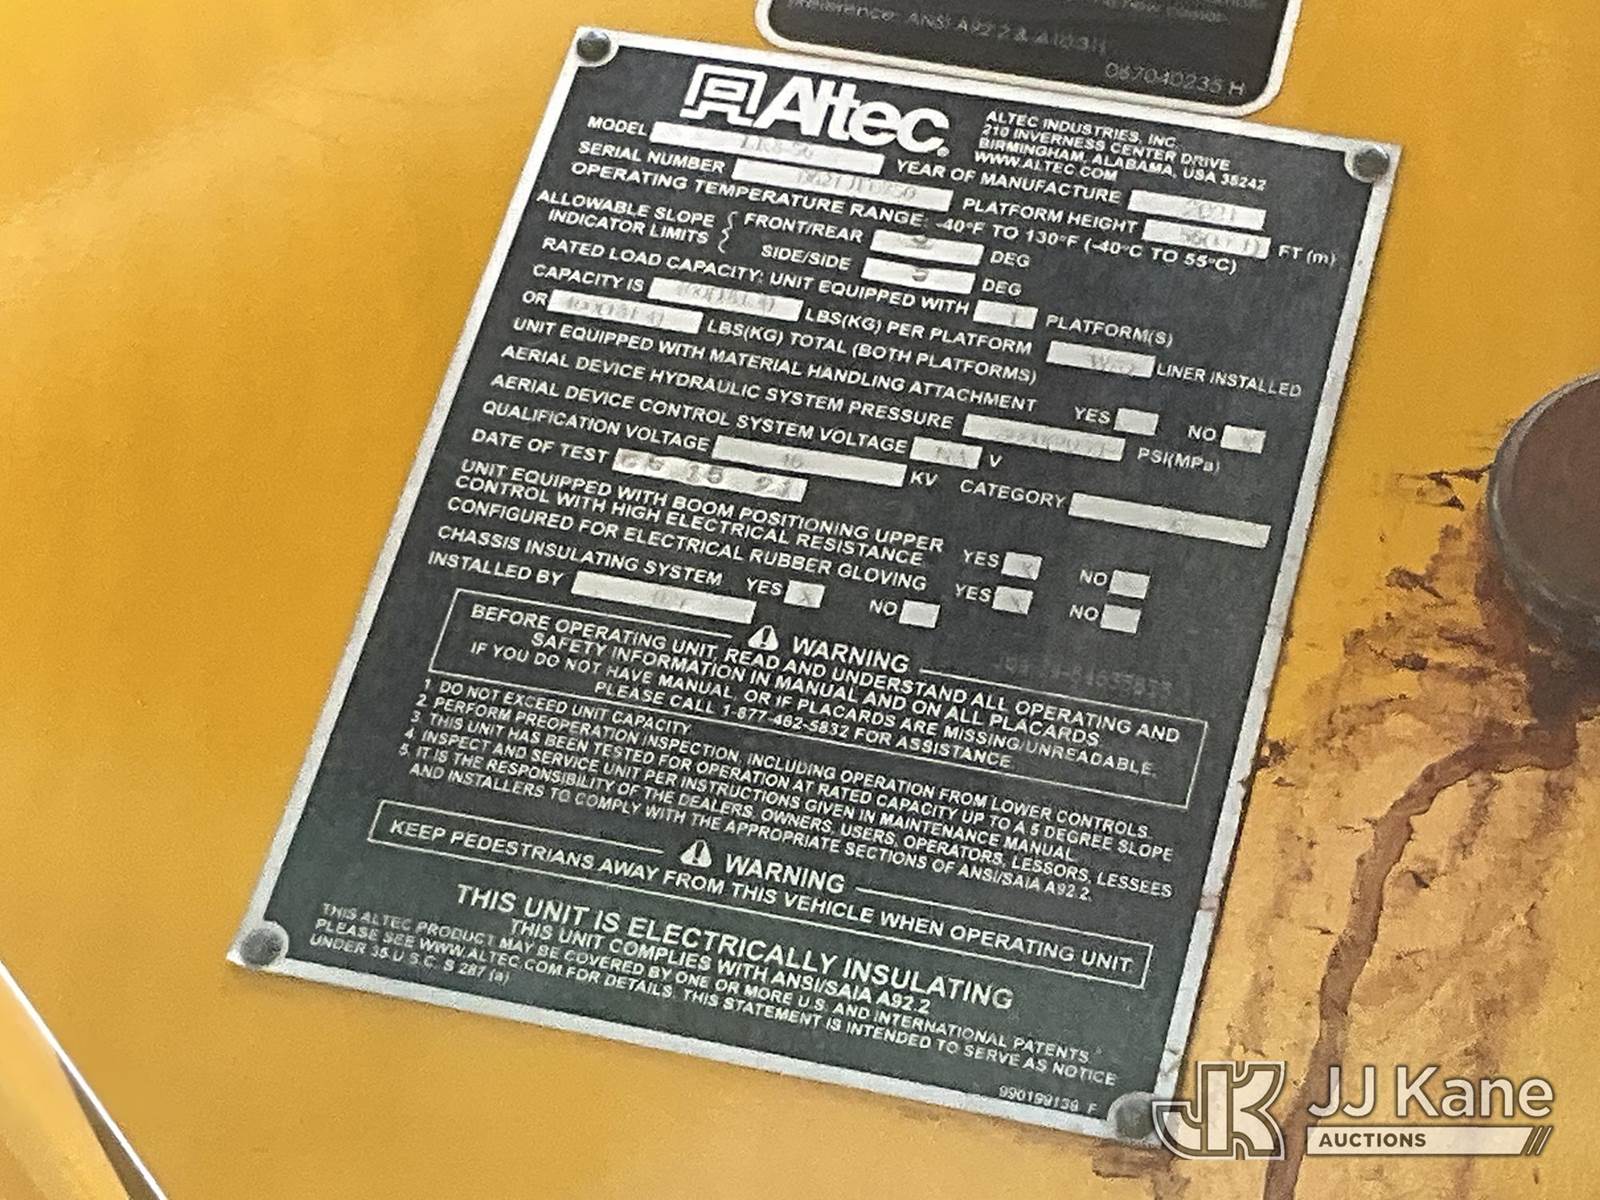 Reference: ANSI A92.2 & A10.31
067040235 H
Altec
ALTEC INDUSTRIES, INC.
210 INVERNESS CENTER DRIVE
BIRMINGHAM, ALABAMA, USA 35242
WWW.ALTEC.COM
MODEL
SERIAL NUMBER
YEAR OF MANUFACTURE 2021
OPERATING TEMPERATURE RANGE: -40°F TO 130°F (-40°C TO 55°C)
PLATFORM HEIGHT FT (m)
ALLOWABLE SLOPE INDICATOR LIMITS
FRONT/REAR 5 DEG
SIDE/SIDE 5 DEG
RATED LOAD CAPACITY: UNIT EQUIPPED WITH 1 PLATFORM(S)
CAPACITY IS 400(181.4) LBS(KG) PER PLATFORM LINER INSTALLED
OR 400(181.4) LBS(KG) TOTAL (BOTH PLATFORMS)
UNIT EQUIPPED WITH MATERIAL HANDLING ATTACHMENT YES NO X
AERIAL DEVICE HYDRAULIC SYSTEM PRESSURE PSI(MPa)
AERIAL DEVICE CONTROL SYSTEM VOLTAGE V
QUALIFICATION VOLTAGE 46 KV CATEGORY
DATE OF TEST 05 15 21
UNIT EQUIPPED WITH BOOM POSITIONING UPPER
CONTROL WITH HIGH ELECTRICAL RESISTANCE YES X NO
CONFIGURED FOR ELECTRICAL RUBBER GLOVING YES X NO
CHASSIS INSULATING SYSTEM YES X NO
INSTALLED BY
WARNING
BEFORE OPERATING UNIT, READ AND UNDERSTAND ALL OPERATING AND
SAFETY INFORMATION IN MANUAL AND ON ALL PLACARDS.
IF YOU DO NOT HAVE MANUAL, OR IF PLACARDS ARE MISSING/UNREADABLE,
PLEASE CALL 1-877-462-5832 FOR ASSISTANCE.
1. DO NOT EXCEED UNIT CAPACITY.
2. PERFORM PREOPERATION INSPECTION, INCLUDING OPERATION FROM LOWER CONTROLS.
3. THIS UNIT HAS BEEN TESTED FOR OPERATION AT RATED CAPACITY UP TO A 5 DEGREE SLOPE
4. INSPECT AND SERVICE UNIT PER INSTRUCTIONS GIVEN IN MAINTENANCE MANUAL.
5. IT IS THE RESPONSIBILITY OF THE DEALERS, OWNERS, USERS, OPERATORS, LESSORS, LESSEES
AND INSTALLERS TO COMPLY WITH THE APPROPRIATE SECTIONS OF ANSI/SAIA A92.2.
WARNING
KEEP PEDESTRIANS AWAY FROM THIS VEHICLE WHEN OPERATING UNIT.
THIS UNIT IS ELECTRICALLY INSULATING
THIS UNIT COMPLIES WITH ANSI/SAIA A92.2
THIS ALTEC PRODUCT MAY BE COVERED BY ONE OR MORE U.S. AND INTERNATIONAL PATENTS.
PLEASE SEE WWW.ALTEC.COM FOR DETAILS. THIS STATEMENT IS INTENDED TO SERVE AS NOTICE
UNDER 35 U.S.C. S 287 (a)
990199139 F
JJ Kane
AUCTIONS